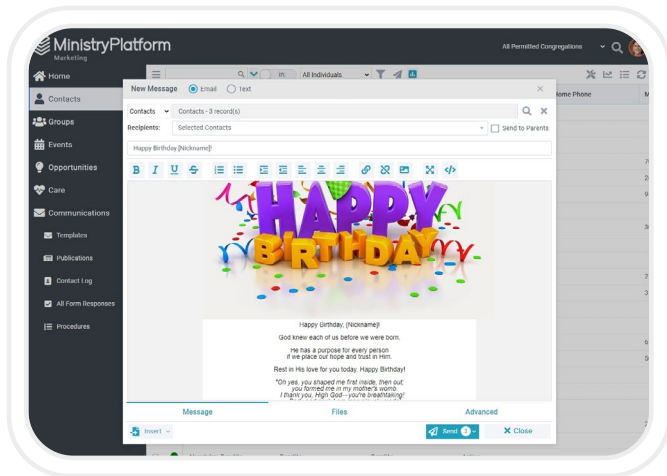 MinistryPlatform
Marketing
All Permitted Congregations
Home
in:
All Individuals
Contacts
Groups
Events
Opportunities
Care
Communications
Templates
Publications
Contact Log
All Form Responses
Procedures
Home Phone
New Message
Email
Text
Contacts
Contacts - 3 record(s)
Recipients:
Selected Contacts
Send to Parents
Happy Birthday [Nickname]!
B I U S
HAPPY
BIRTHDAY
Happy Birthday, [Nickname]!
God knew each of us before we were born.
He has a purpose for every person
if we place our hope and trust in Him.
Rest in His love for you today. Happy Birthday!
"Oh yes, you shaped me first inside, then out;
you formed me in my mother's womb.
I thank you, High God—you're breathtaking!
Message
Files
Advanced
Insert
Send 3
Close